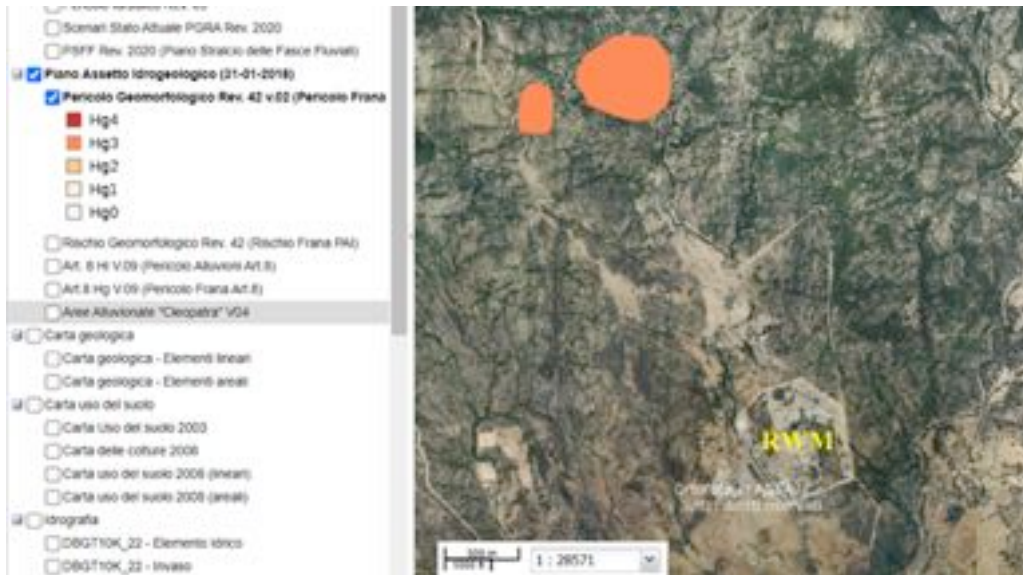 Scenari Stato Attuale PGRA Rev. 2020
PSFF Rev. 2020 (Piano Stralcio delle Fasce Fluviali)
Piano Assetto Idrogeologico (31-01-2018)
Pericolo Geomorfologico Rev. 42 v.02 (Pericolo Frana
Hg4
Hg3
Hg2
Hg1
Hg0
Rischio Geomorfologico Rev. 42 (Rischio Frana PAI)
Art. 8 Hi V.09 (Pericolo Alluvioni Art.8)
Art.8 Hg V.09 (Pericolo Frana Art.8)
Aree Alluvionate "Cleopatra" V04
Carta geologica
Carta geologica - Elementi lineari
Carta geologica - Elementi areali
Carta uso del suolo
Carta Uso del suolo 2003
Carta delle colture 2008
Carta uso del suolo 2008 (lineari)
Carta uso del suolo 2008 (areali)
Idrografia
DBGT10K_22 - Elemento idrico
DBGT10K_22 - Invaso
RWM
1 : 28571